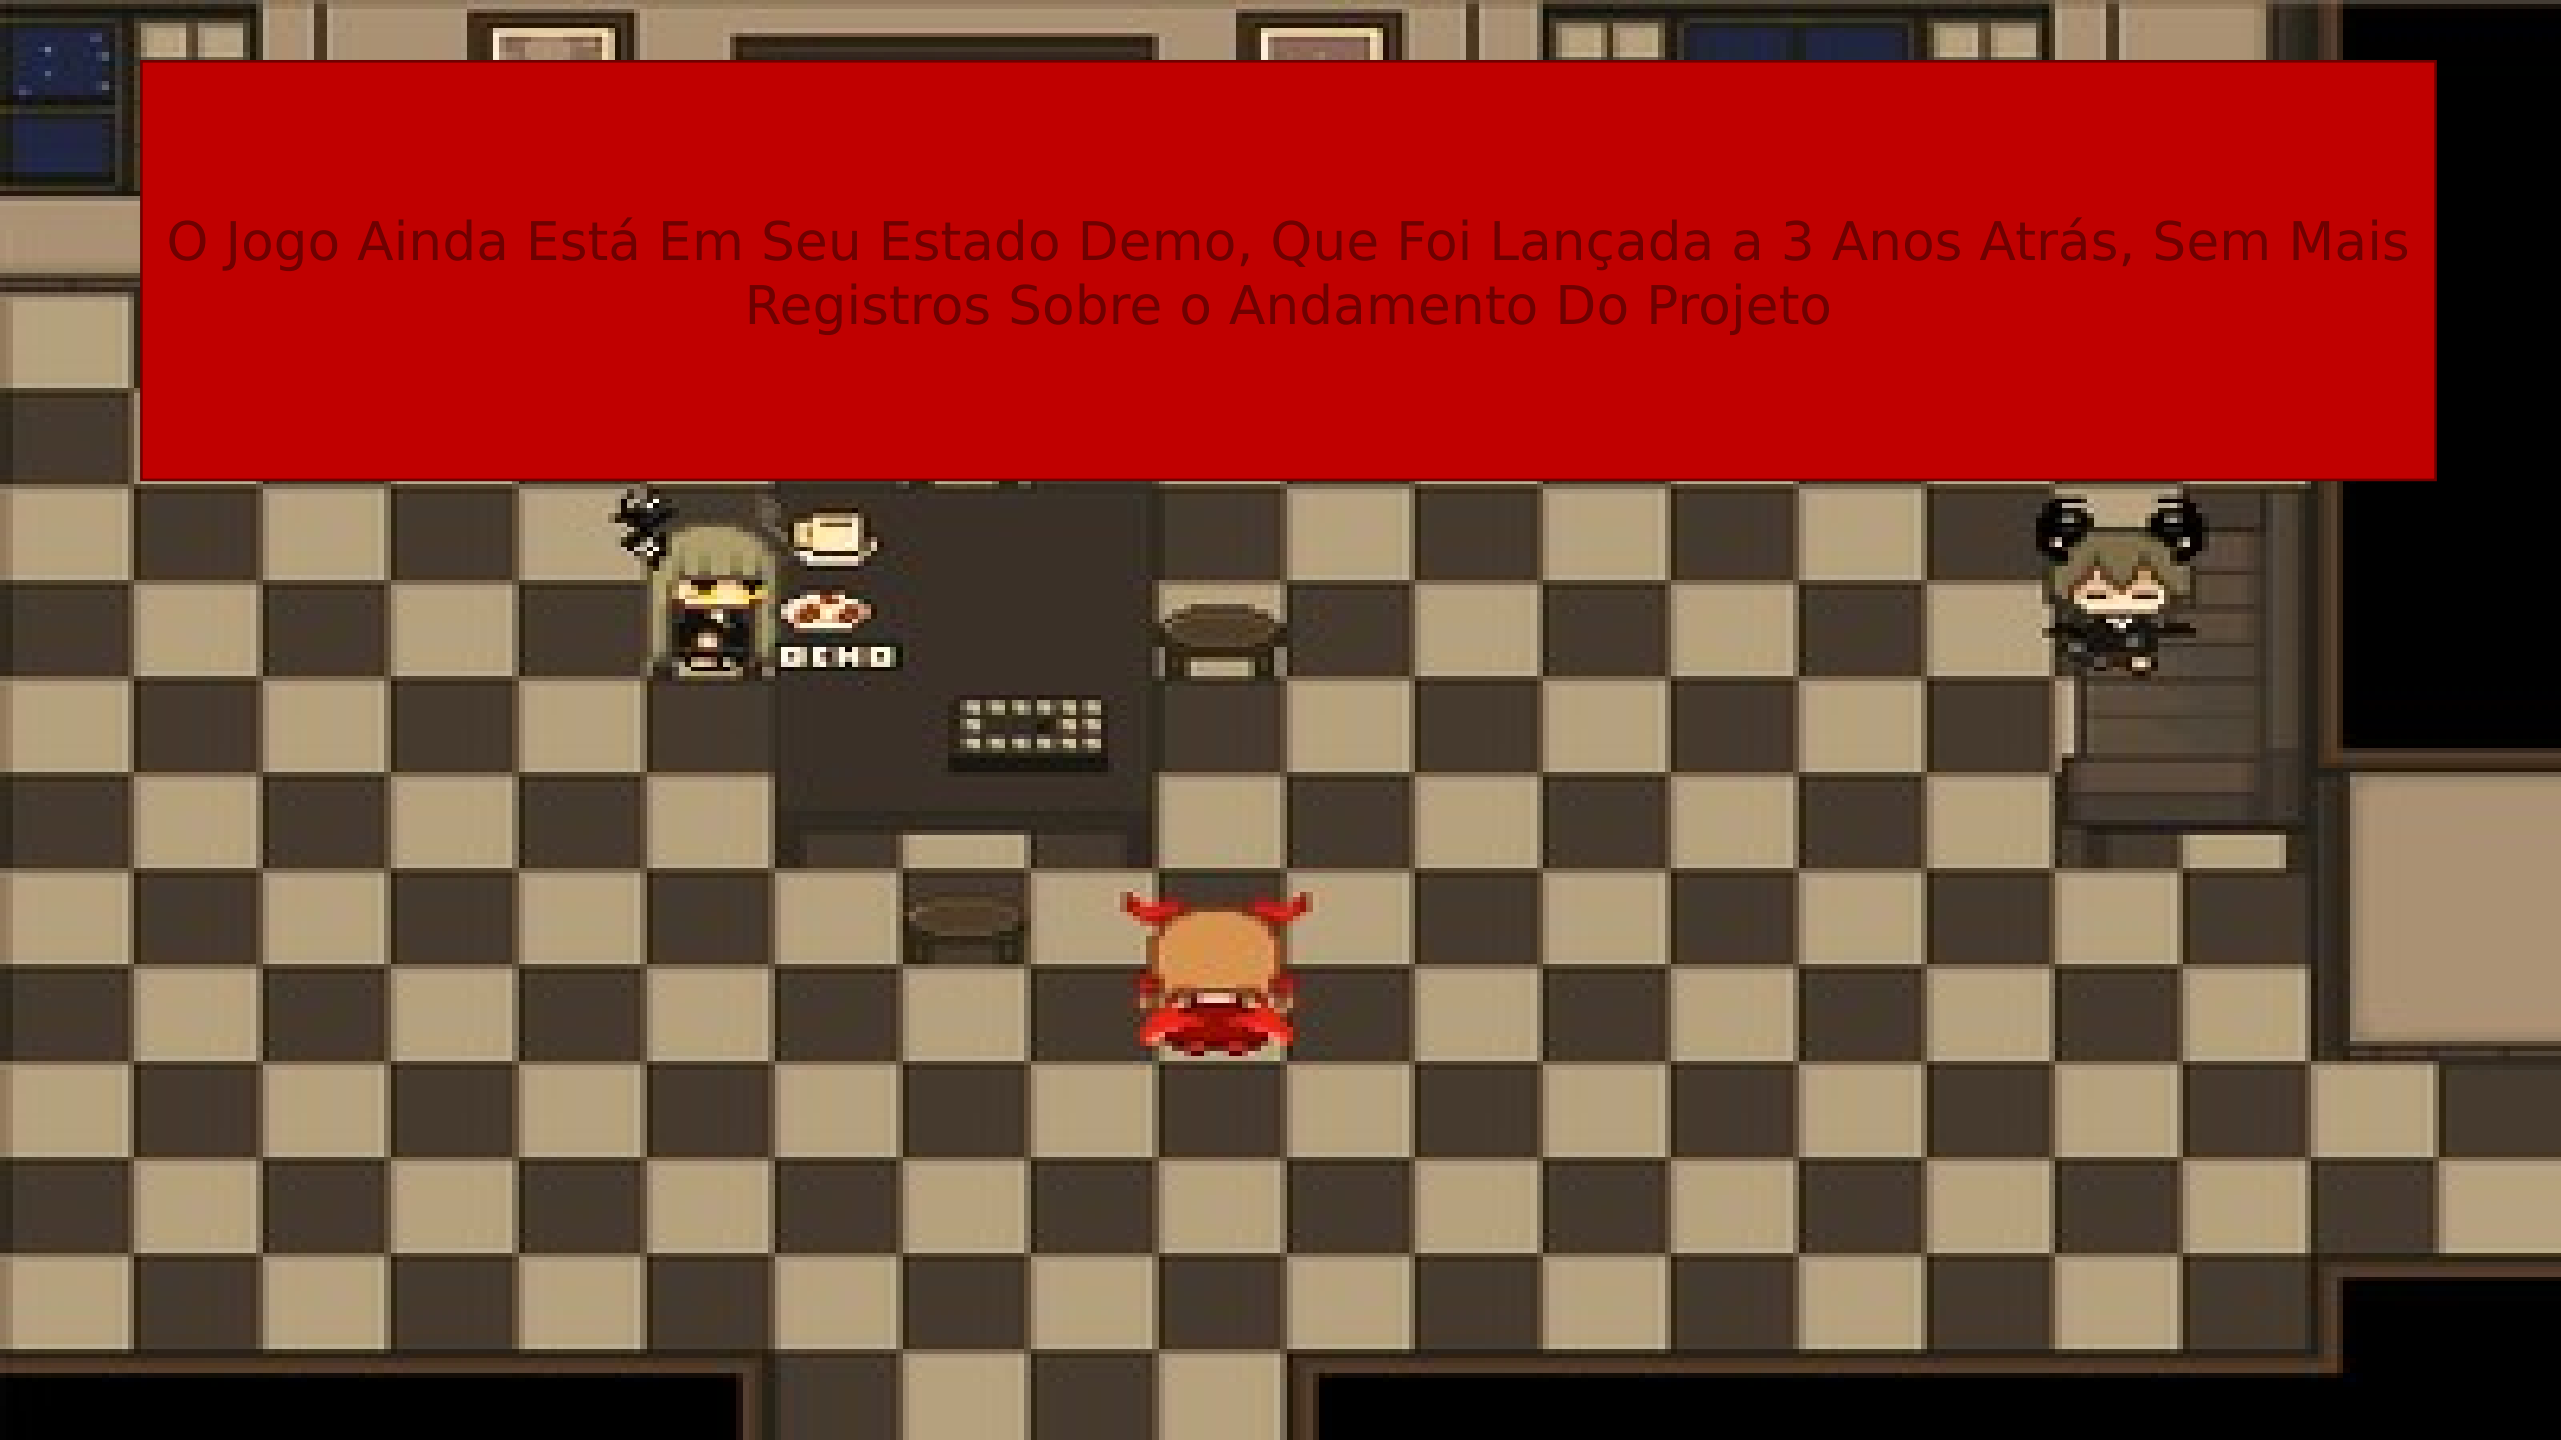 O Jogo Ainda Está Em Seu Estado Demo, Que Foi Lançada a 3 Anos Atrás, Sem Mais
Registros Sobre o Andamento Do Projeto